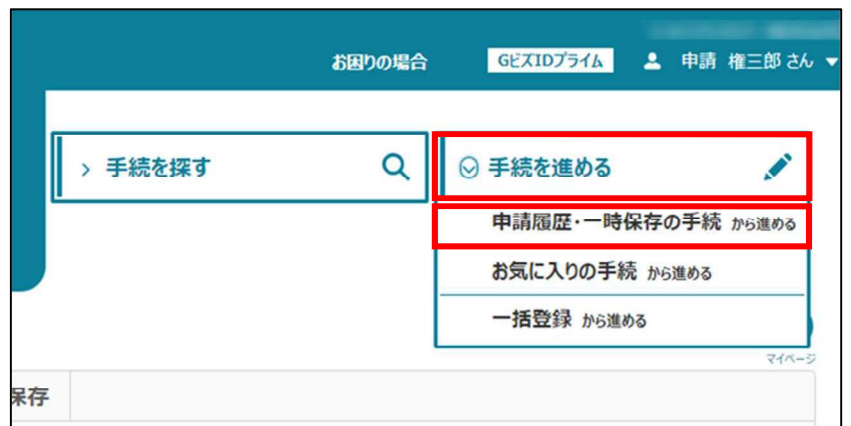 お困りの場合 GビズIDプライム 申請 権三郎 さん ▼
> 手続を探す
手続を進める
申請履歴・一時保存の手続 から進める
お気に入りの手続 から進める
一括登録 から進める
マイページ
保存